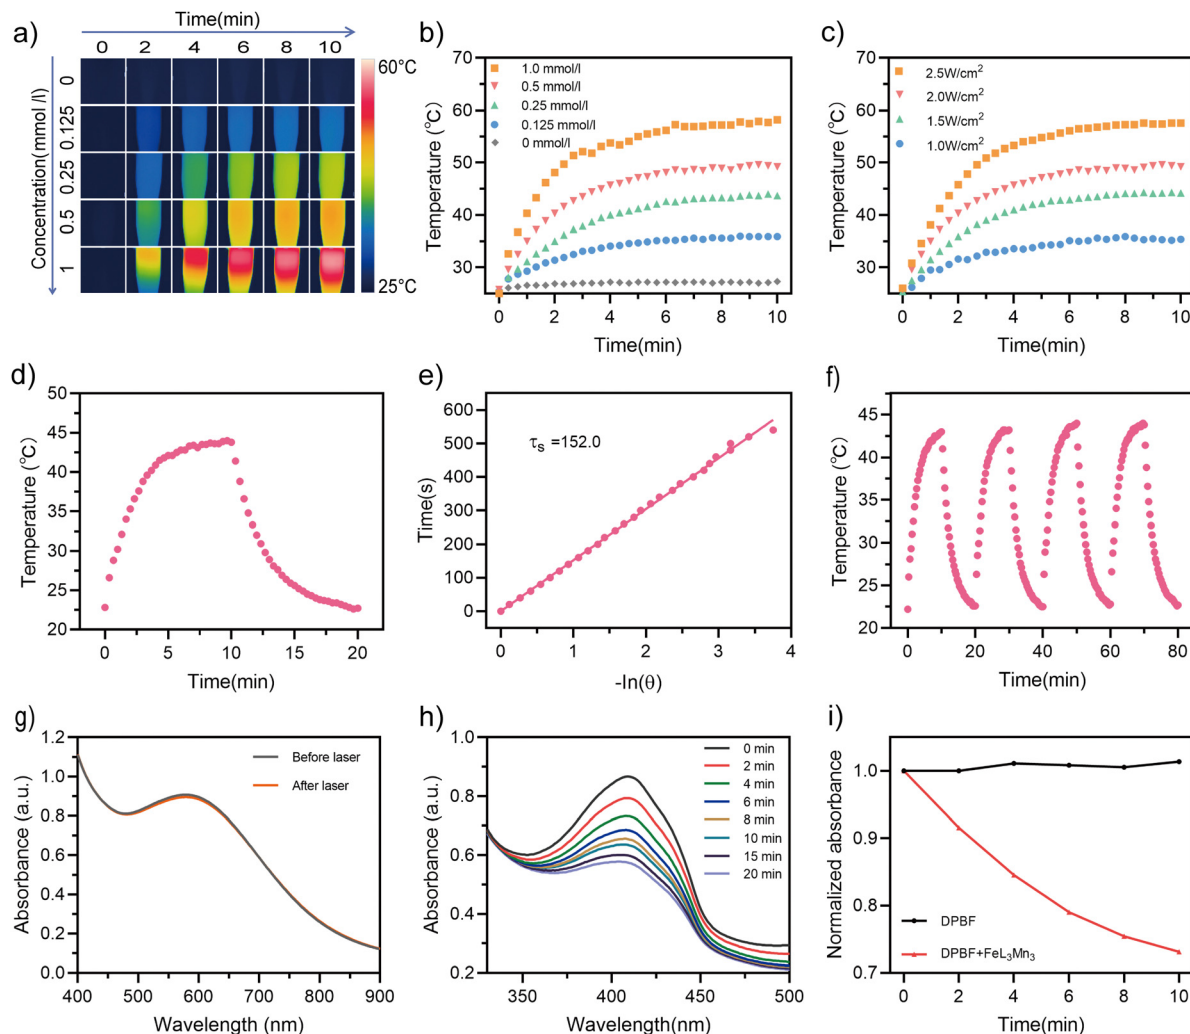 a)
Time(min)
0 2 4 6 8 10
Concentration(mmol /l)
0
0.125
0.25
0.5
1
60°C
25°C
b)
Temperature (°C)
70
60
50
40
30
1.0 mmol/l
0.5 mmol/l
0.25 mmol/l
0.125 mmol/l
0 mmol/l
0 2 4 6 8 10
Time(min)
c)
Temperature (°C)
70
60
50
40
30
2.5W/cm²
2.0W/cm²
1.5W/cm²
1.0W/cm²
0 2 4 6 8 10
Time(min)
d)
Temperature (°C)
50
45
40
35
30
25
20
0 5 10 15 20
Time(min)
e)
Time(s)
600
500
400
300
200
100
0
τs =152.0
0 1 2 3 4
-ln(θ)
f)
Temperature (°C)
45
40
35
30
25
20
0 10 20 30 40 50 60 70 80
Time(min)
g)
Absorbance (a.u.)
1.2
1.0
0.8
0.6
0.4
0.2
0.0
Before laser
After laser
400 500 600 700 800 900
Wavelength (nm)
h)
Absorbance (a.u.)
1.0
0.8
0.6
0.4
0.2
0 min
2 min
4 min
6 min
8 min
10 min
15 min
20 min
350 400 450 500
Wavelength(nm)
i)
Normalized absorbance
1.0
0.9
0.8
0.7
DPBF
DPBF+FeL₃Mn₃
0 2 4 6 8 10
Time(min)